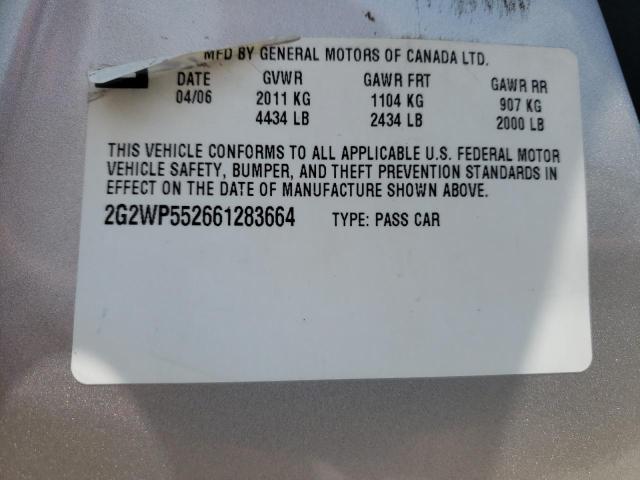 MFD BY GENERAL MOTORS OF CANADA LTD.
DATE GVWR GAWR FRT GAWR RR
04/06 2011 KG 1104 KG 907 KG
4434 LB 2434 LB 2000 LB
THIS VEHICLE CONFORMS TO ALL APPLICABLE U.S. FEDERAL MOTOR
VEHICLE SAFETY, BUMPER, AND THEFT PREVENTION STANDARDS IN
EFFECT ON THE DATE OF MANUFACTURE SHOWN ABOVE.
2G2WP552661283664 TYPE: PASS CAR